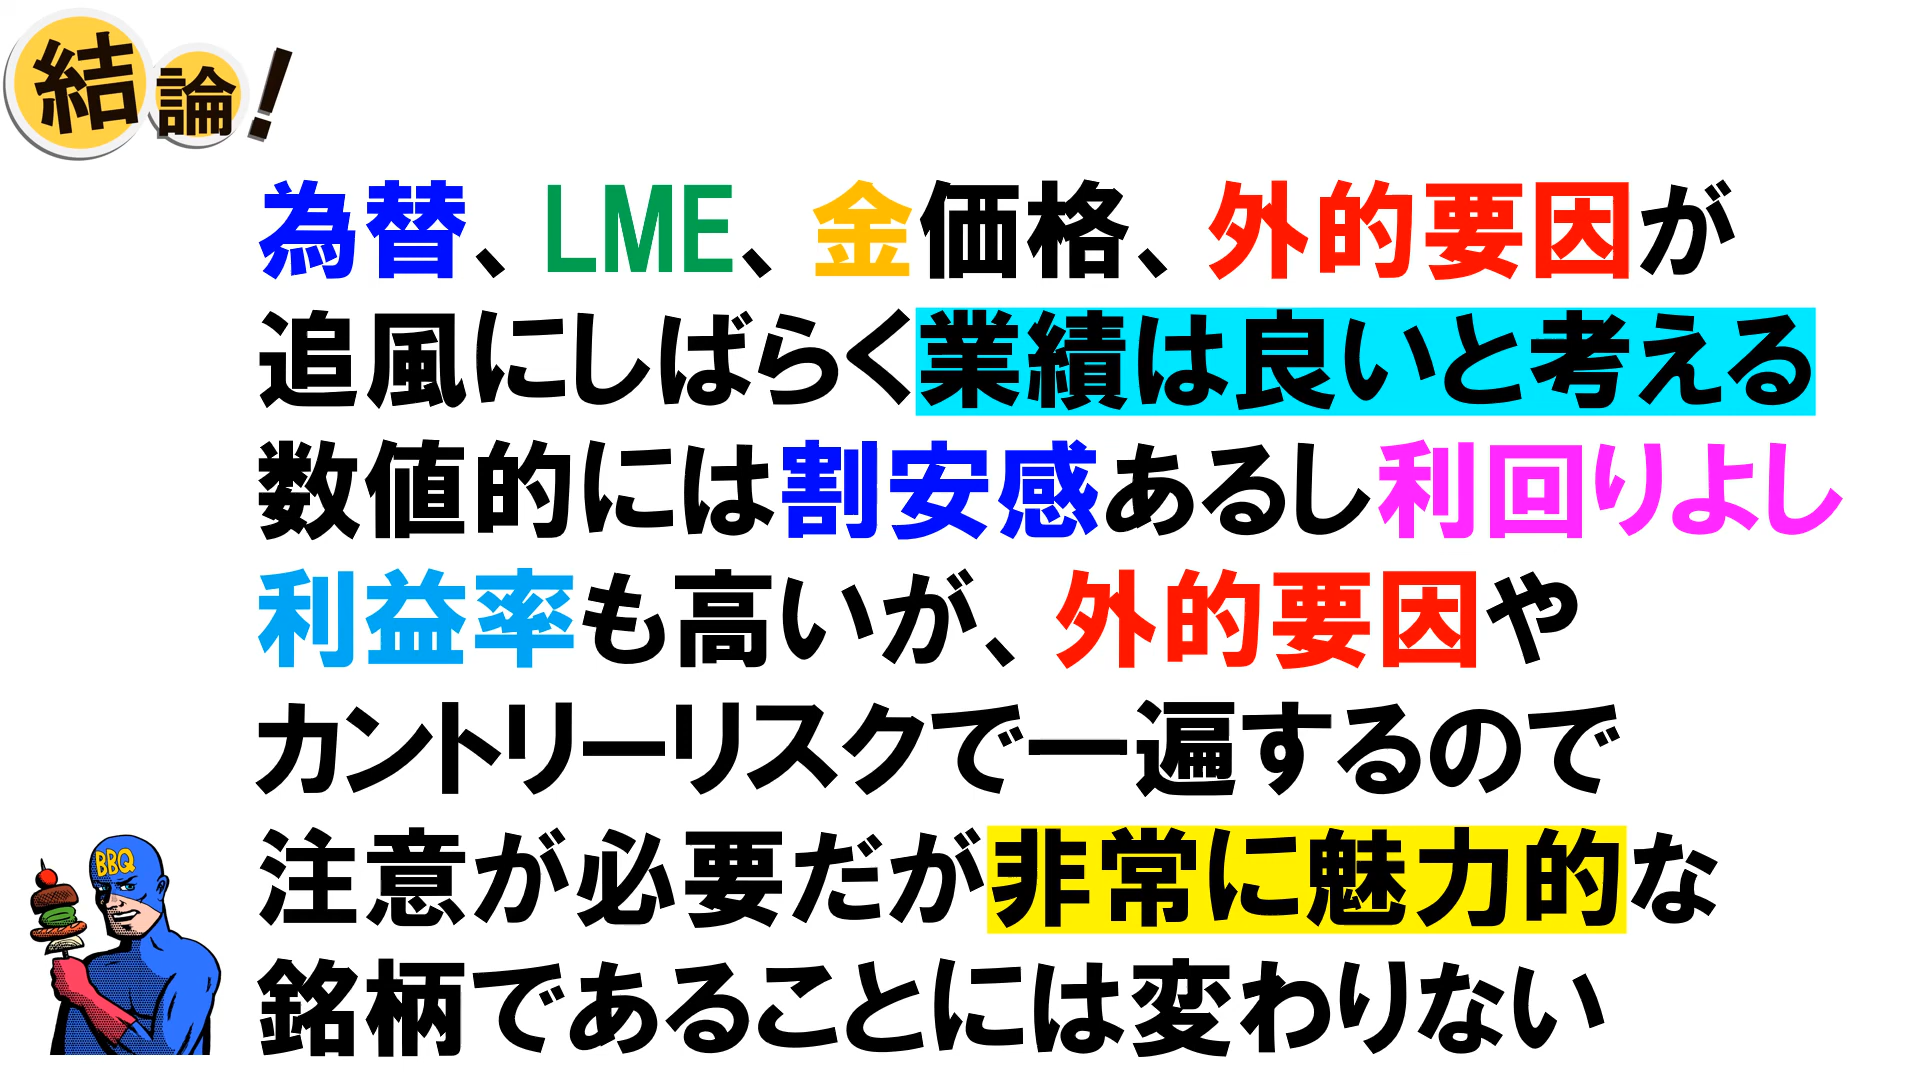 結論!
為替、LME、金価格、外的要因が
追風にしばらく業績は良いと考える
数値的には割安感あるし利回りよし
利益率も高いが、外的要因や
カントリーリスクで一遍するので
注意が必要だが非常に魅力的な
銘柄であることには変わりない
BBQ